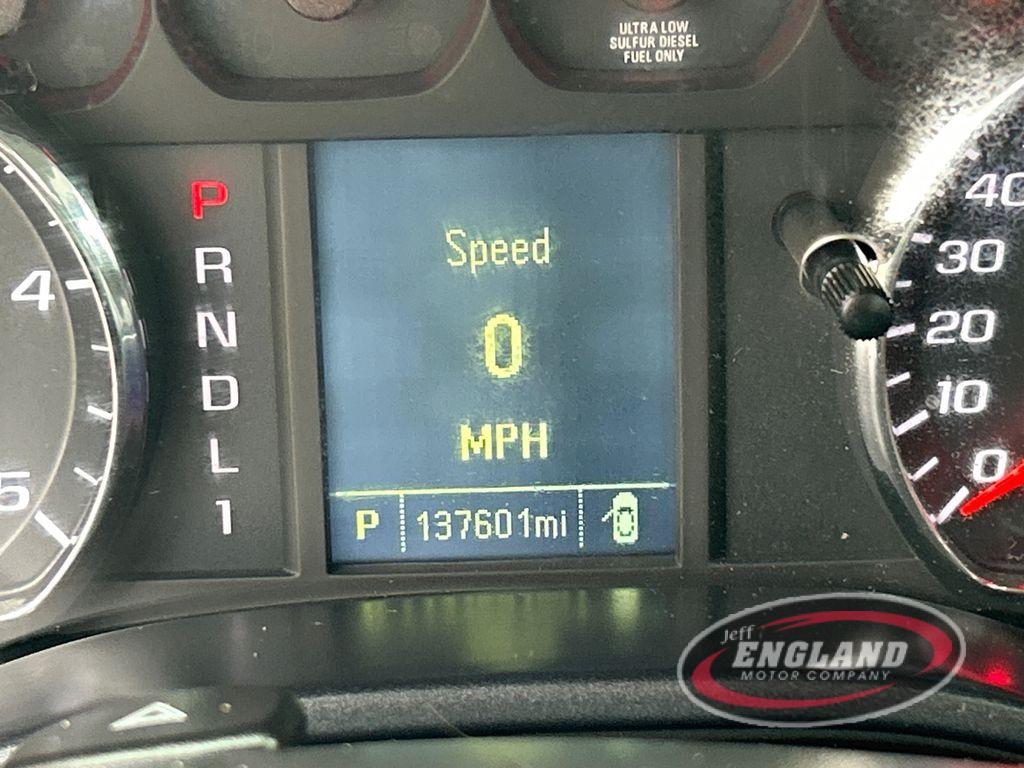 ULTRA LOW
SULFUR DIESEL
FUEL ONLY
P
R
N
D
L
1
4
5
Speed
0
MPH
P 137601mi
40
30
20
10
0
Jeff
ENGLAND
MOTOR COMPANY